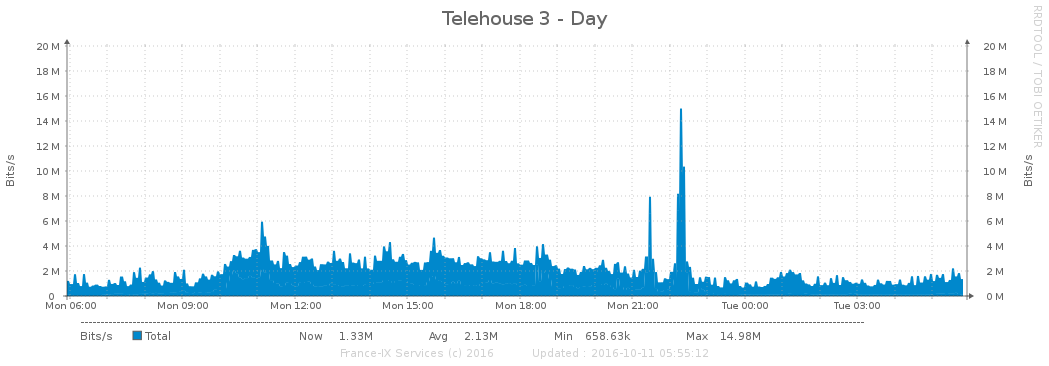 Telehouse 3 - Day
RRDTOOL / TOBI OETIKER
Bits/s
20 M 20 M
18 M 18 M
16 M 16 M
14 M 14 M
12 M 12 M
10 M 10 M
8 M 8 M
6 M 6 M
4 M 4 M
2 M 2 M
0 0 M
Bits/s
Mon 06:00 Mon 09:00 Mon 12:00 Mon 15:00 Mon 18:00 Mon 21:00 Tue 00:00 Tue 03:00
Bits/s Total Now 1.33M Avg 2.13M Min 658.63k Max 14.98M
France-IX Services (c) 2016 Updated : 2016-10-11 05:55:12